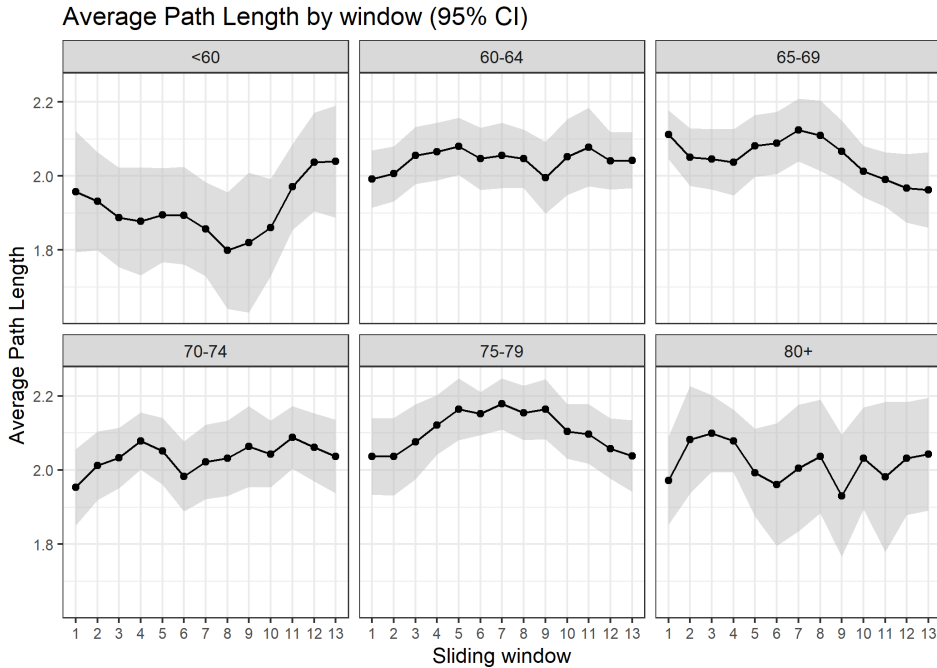 Average Path Length by window (95% CI)
<60 60-64 65-69
2.2
2.0
1.8
70-74 75-79 80+
2.2
2.0
1.8
Average Path Length
1 2 3 4 5 6 7 8 9 10 11 12 13 1 2 3 4 5 6 7 8 9 10 11 12 13 1 2 3 4 5 6 7 8 9 10 11 12 13
Sliding window